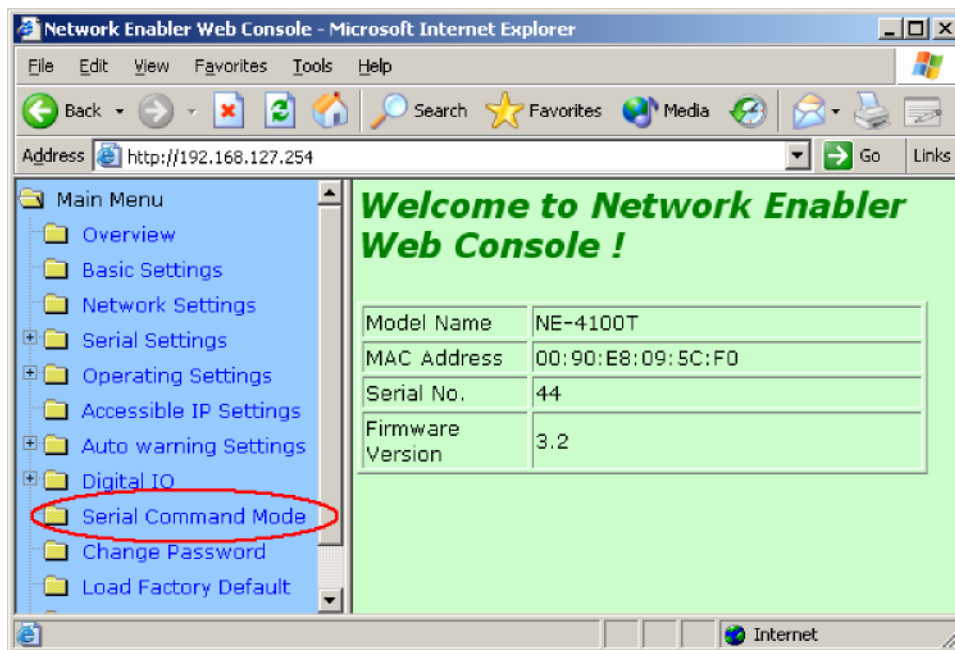 Network Enabler Web Console - Microsoft Internet Explorer
File Edit View Favorites Tools Help
Back Search Favorites Media
Address http://192.168.127.254 Go Links
Main Menu
Overview
Basic Settings
Network Settings
Serial Settings
Operating Settings
Accessible IP Settings
Auto warning Settings
Digital IO
Serial Command Mode
Change Password
Load Factory Default
Welcome to Network Enabler
Web Console !
Model Name NE-4100T
MAC Address 00:90:E8:09:5C:F0
Serial No. 44
Firmware
Version 3.2
Internet